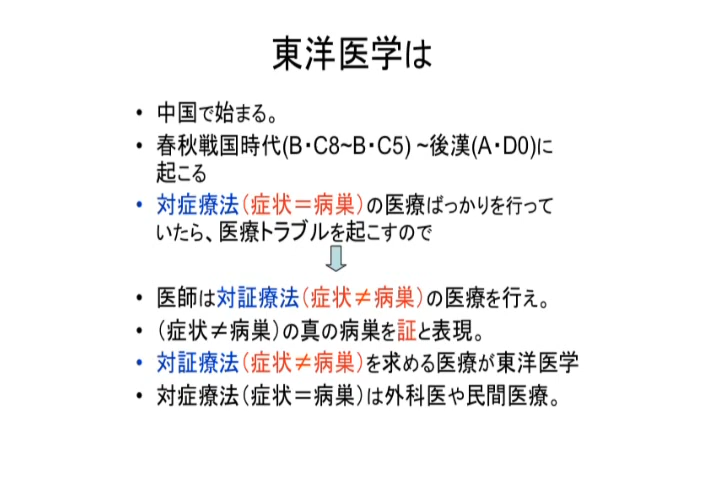 東洋医学は
• 中国で始まる。
• 春秋戦国時代(B・C8~B・C5) ~後漢(A・D0)に
起こる
• 対症療法(症状＝病巣)の医療ばっかりを行って
いたら、医療トラブルを起こすので
• 医師は対証療法(症状≠病巣)の医療を行え。
• (症状≠病巣)の真の病巣を証と表現。
• 対証療法(症状≠病巣)を求める医療が東洋医学
• 対症療法(症状＝病巣)は外科医や民間医療。